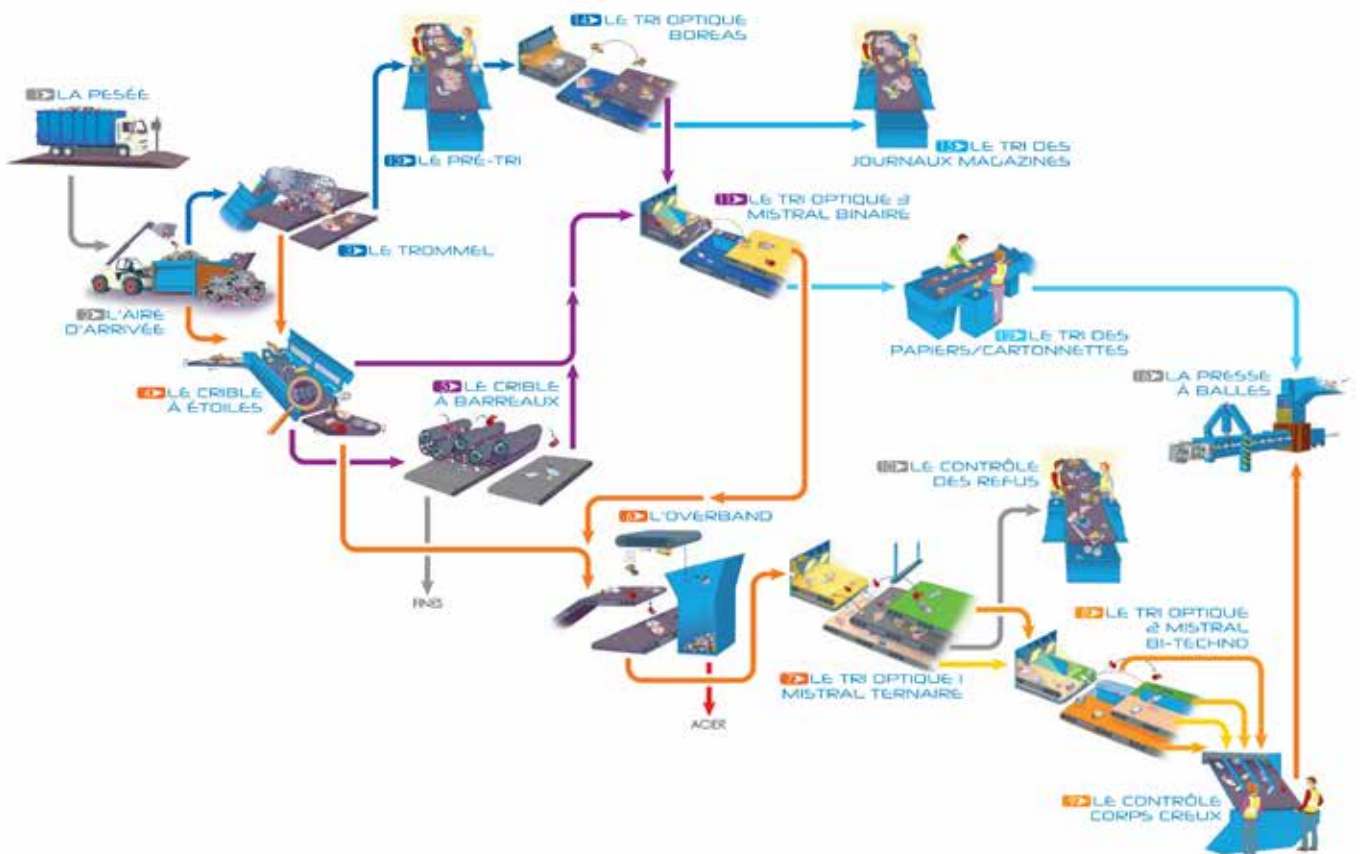 1 LA PESÉE
2 L'AIRE
D'ARRIVÉE
3 LE TROMMEL
4 LE CRIBLE
À ÉTOILES
5 LE CRIBLE
À BARREAUX
FINES
6 L'OVERBAND
ACIER
7 LE TRI OPTIQUE 1
MISTRAL TERNAIRE
LE TRI OPTIQUE
2 MISTRAL
BI-TECHNO
LE CONTRÔLE
CORPS CREUX
10 LE CONTRÔLE
DES REFUS
11 LE TRI OPTIQUE 3
MISTRAL BINAIRE
12 LE TRI DES
PAPIERS/CARTONNETTES
13 LE PRÉ-TRI
14 LE TRI OPTIQUE
BOREAS
15 LE TRI DES
JOURNAUX MAGAZINES
16 LA PRESSE
À BALLES